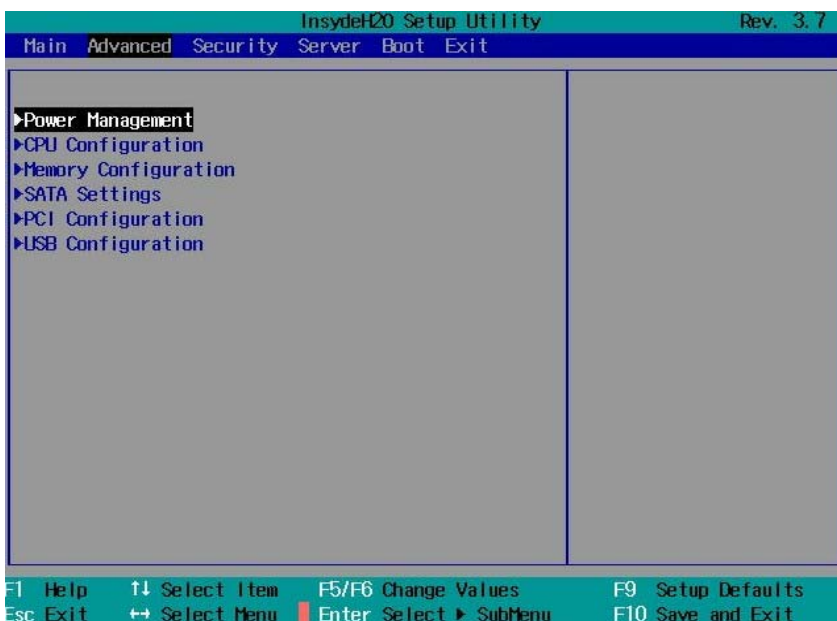 InsydeH2O Setup Utility Rev. 3.7
Main Advanced Security Server Boot Exit
▶Power Management
▶CPU Configuration
▶Memory Configuration
▶SATA Settings
▶PCI Configuration
▶USB Configuration
F1 Help ↑↓ Select Item F5/F6 Change Values F9 Setup Defaults
Esc Exit ↔ Select Menu Enter Select ▶ SubMenu F10 Save and Exit